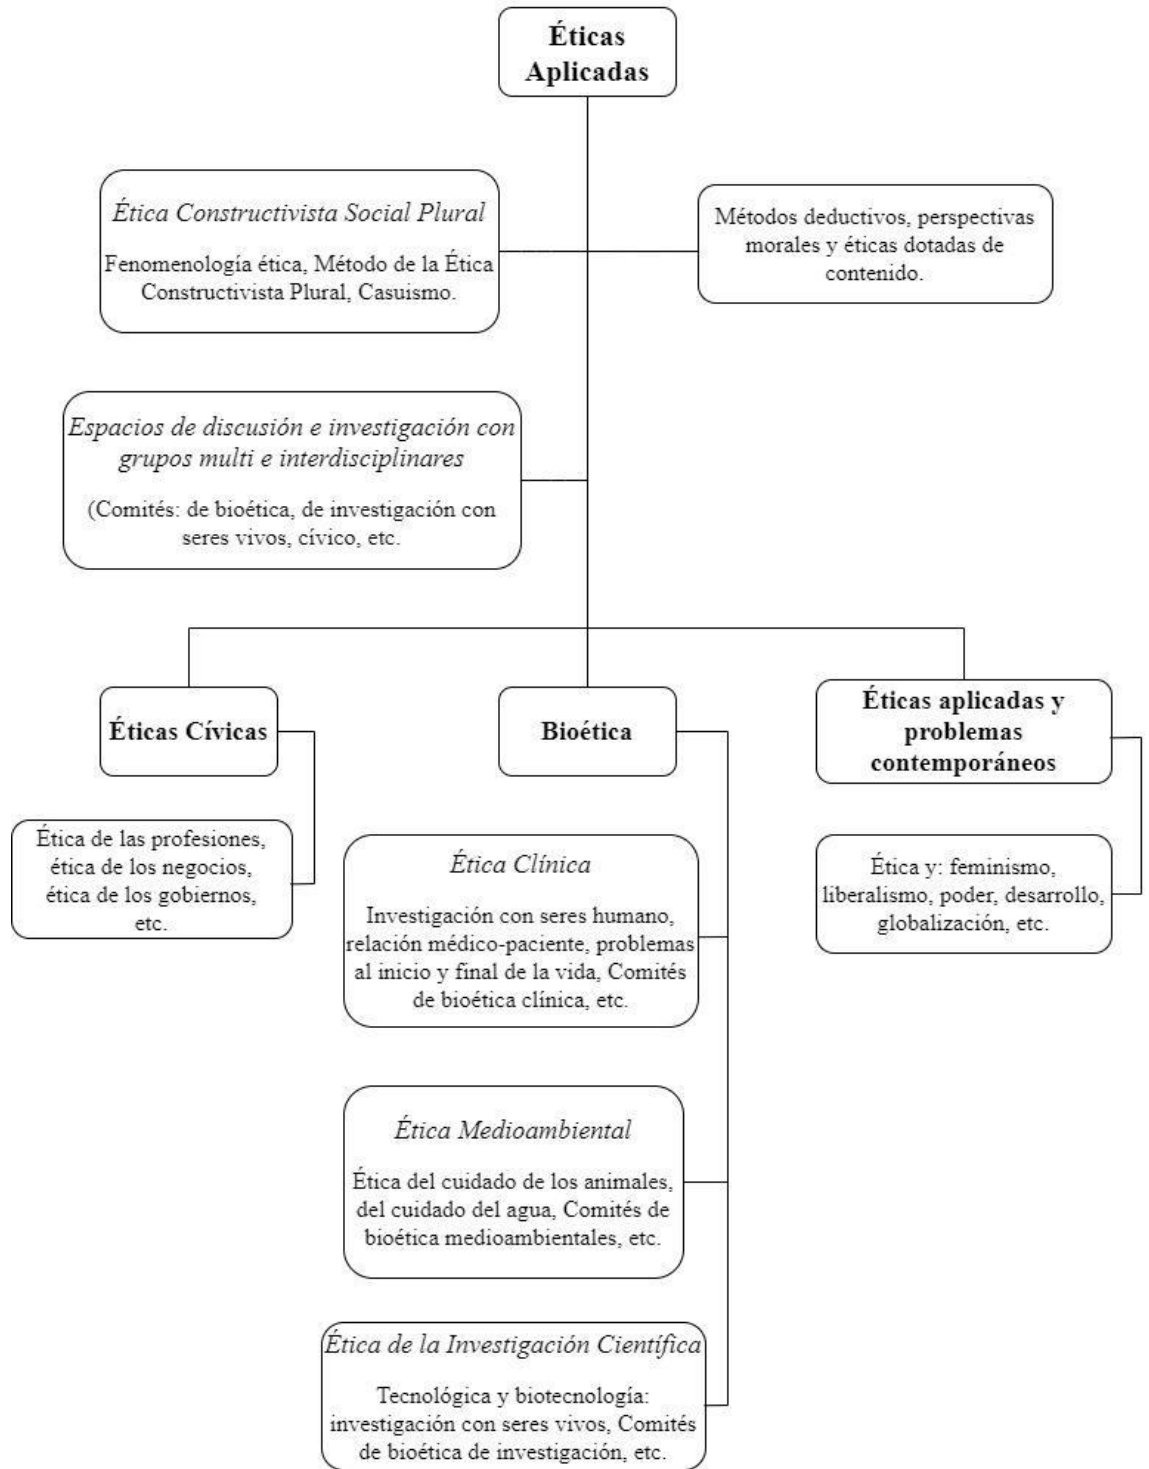 Éticas
Aplicadas
Ética Constructivista Social Plural
Fenomenología ética, Método de la Ética
Constructivista Plural, Casuismo.
Métodos deductivos, perspectivas
morales y éticas dotadas de
contenido.
Espacios de discusión e investigación con
grupos multi e interdisciplinares
(Comités: de bioética, de investigación con
seres vivos, cívico, etc.
Éticas Cívicas
Ética de las profesiones,
ética de los negocios,
ética de los gobiernos,
etc.
Bioética
Ética Clínica
Investigación con seres humano,
relación médico-paciente, problemas
al inicio y final de la vida, Comités
de bioética clínica, etc.
Ética Medioambiental
Ética del cuidado de los animales,
del cuidado del agua, Comités de
bioética medioambientales, etc.
Ética de la Investigación Científica
Tecnológica y biotecnología:
investigación con seres vivos, Comités
de bioética de investigación, etc.
Éticas aplicadas y
problemas
contemporáneos
Ética y: feminismo,
liberalismo, poder, desarrollo,
globalización, etc.